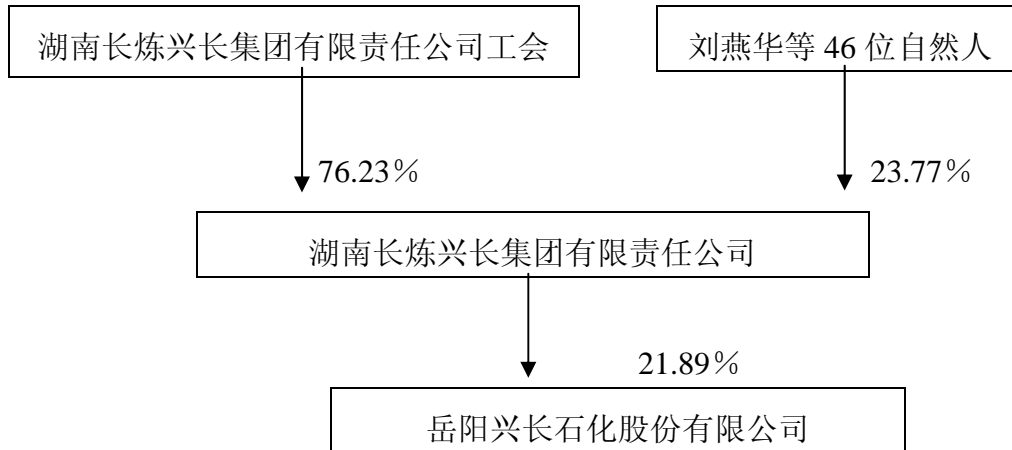 湖南长炼兴长集团有限责任公司工会
刘燕华等 46 位自然人
76.23％
23.77％
湖南长炼兴长集团有限责任公司
21.89％
岳阳兴长石化股份有限公司